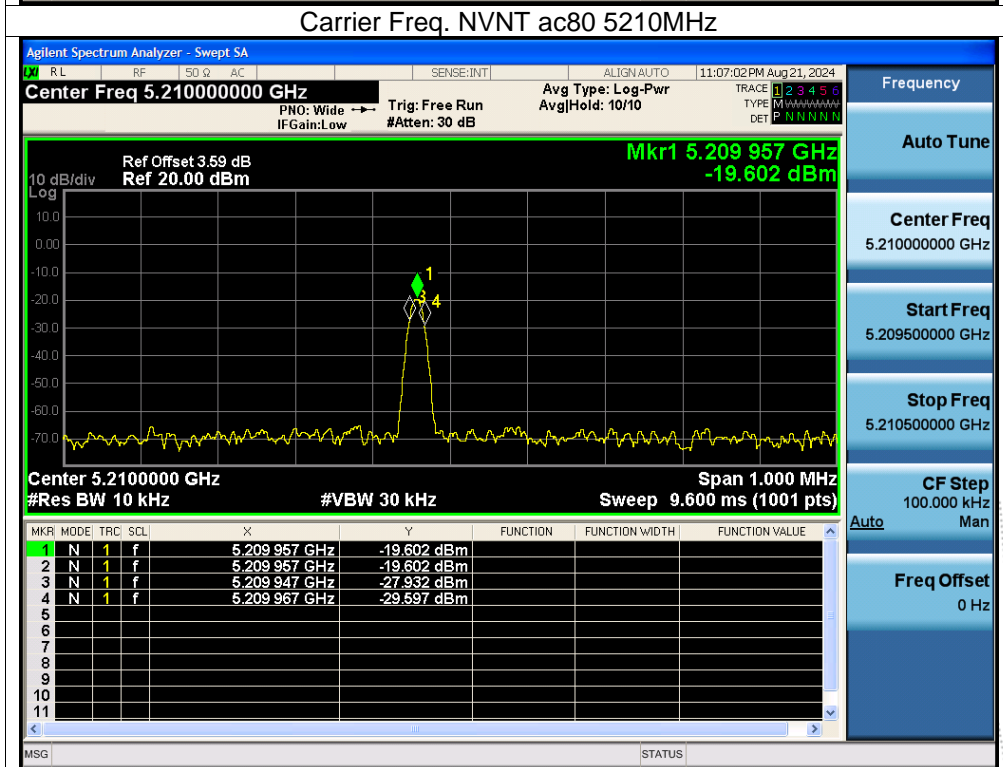 Carrier Freq. NVNT ac80 5210MHz
Agilent Spectrum Analyzer - Swept SA
LXI RL RF 50 Ω AC SENSE:INT ALIGN AUTO 11:07:02 PM Aug 21, 2024
Center Freq 5.210000000 GHz
PNO: Wide
IFGain:Low
Trig: Free Run
#Atten: 30 dB
Avg Type: Log-Pwr
Avg|Hold: 10/10
TRACE 1 2 3 4 5 6
TYPE M WWWWW
DET P N N N N N
Frequency
Auto Tune
Center Freq
5.210000000 GHz
Start Freq
5.209500000 GHz
Stop Freq
5.210500000 GHz
CF Step
100.000 kHz
Auto Man
Freq Offset
0 Hz
Mkr1 5.209 957 GHz
-19.602 dBm
Ref Offset 3.59 dB
10 dB/div Ref 20.00 dBm
Log
10.0
0.00
-10.0
-20.0
-30.0
-40.0
-50.0
-60.0
-70.0
1
3 4
Center 5.2100000 GHz Span 1.000 MHz
#Res BW 10 kHz #VBW 30 kHz Sweep 9.600 ms (1001 pts)
MKR MODE TRC SCL X Y FUNCTION FUNCTION WIDTH FUNCTION VALUE
1 N 1 f 5.209 957 GHz -19.602 dBm
2 N 1 f 5.209 957 GHz -19.602 dBm
3 N 1 f 5.209 947 GHz -27.932 dBm
4 N 1 f 5.209 967 GHz -29.597 dBm
5
6
7
8
9
10
11
MSG STATUS